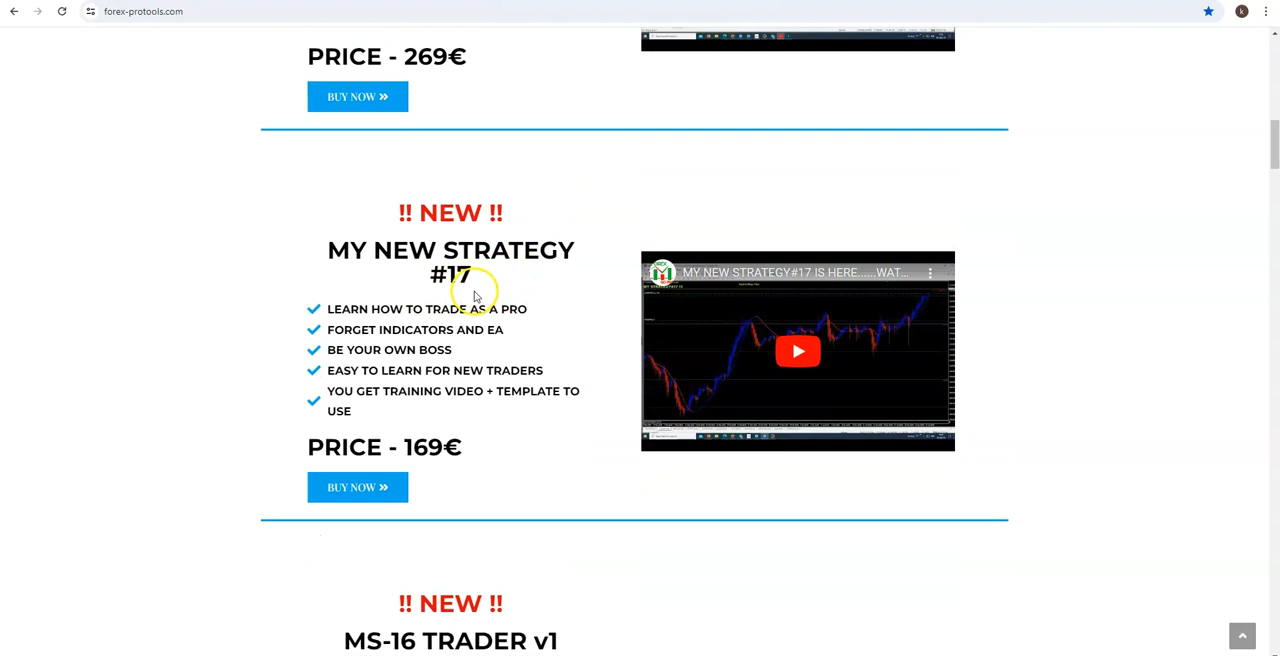 forex-protools.com
k
PRICE - 269€
BUY NOW »
!! NEW !!
MY NEW STRATEGY
#17
LEARN HOW TO TRADE AS A PRO
FORGET INDICATORS AND EA
BE YOUR OWN BOSS
EASY TO LEARN FOR NEW TRADERS
YOU GET TRAINING VIDEO + TEMPLATE TO
USE
PRICE - 169€
BUY NOW »
MY NEW STRATEGY#17 IS HERE......WAT...
!! NEW !!
MS-16 TRADER v1